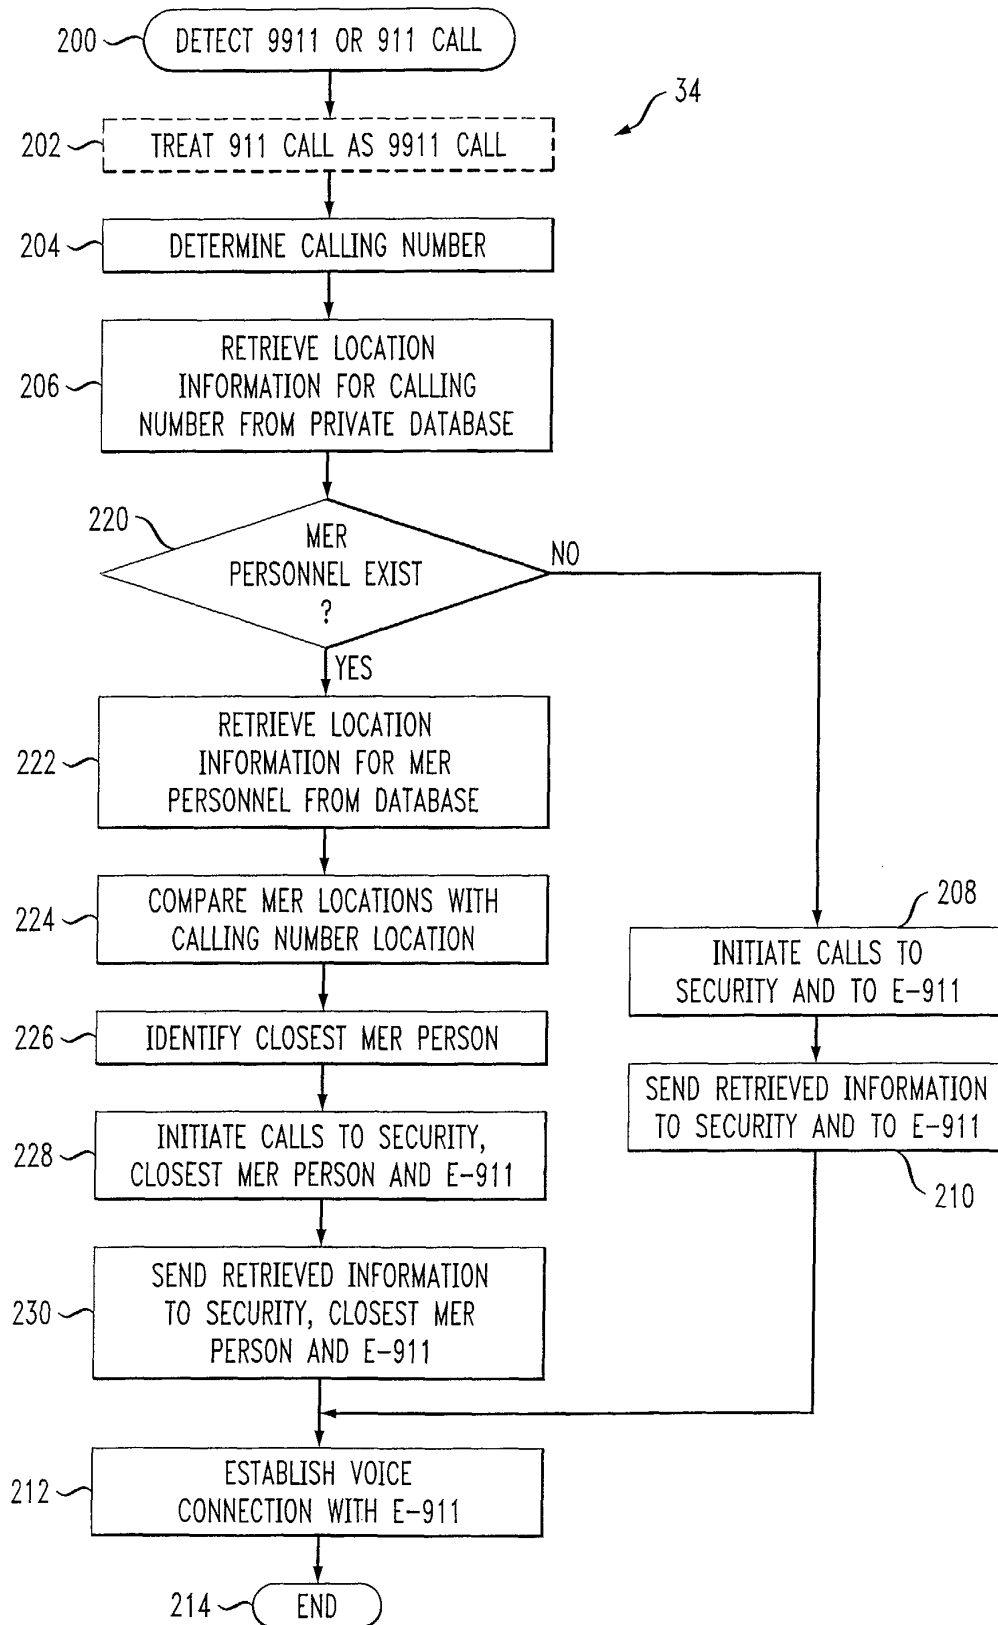 200
DETECT 9911 OR 911 CALL
34
202
TREAT 911 CALL AS 9911 CALL
204
DETERMINE CALLING NUMBER
206
RETRIEVE LOCATION
INFORMATION FOR CALLING
NUMBER FROM PRIVATE DATABASE
220
MER
PERSONNEL EXIST
?
NO
YES
222
RETRIEVE LOCATION
INFORMATION FOR MER
PERSONNEL FROM DATABASE
224
COMPARE MER LOCATIONS WITH
CALLING NUMBER LOCATION
226
IDENTIFY CLOSEST MER PERSON
228
INITIATE CALLS TO SECURITY,
CLOSEST MER PERSON AND E-911
230
SEND RETRIEVED INFORMATION
TO SECURITY, CLOSEST MER
PERSON AND E-911
208
INITIATE CALLS TO
SECURITY AND TO E-911
SEND RETRIEVED INFORMATION
TO SECURITY AND TO E-911
210
212
ESTABLISH VOICE
CONNECTION WITH E-911
214
END